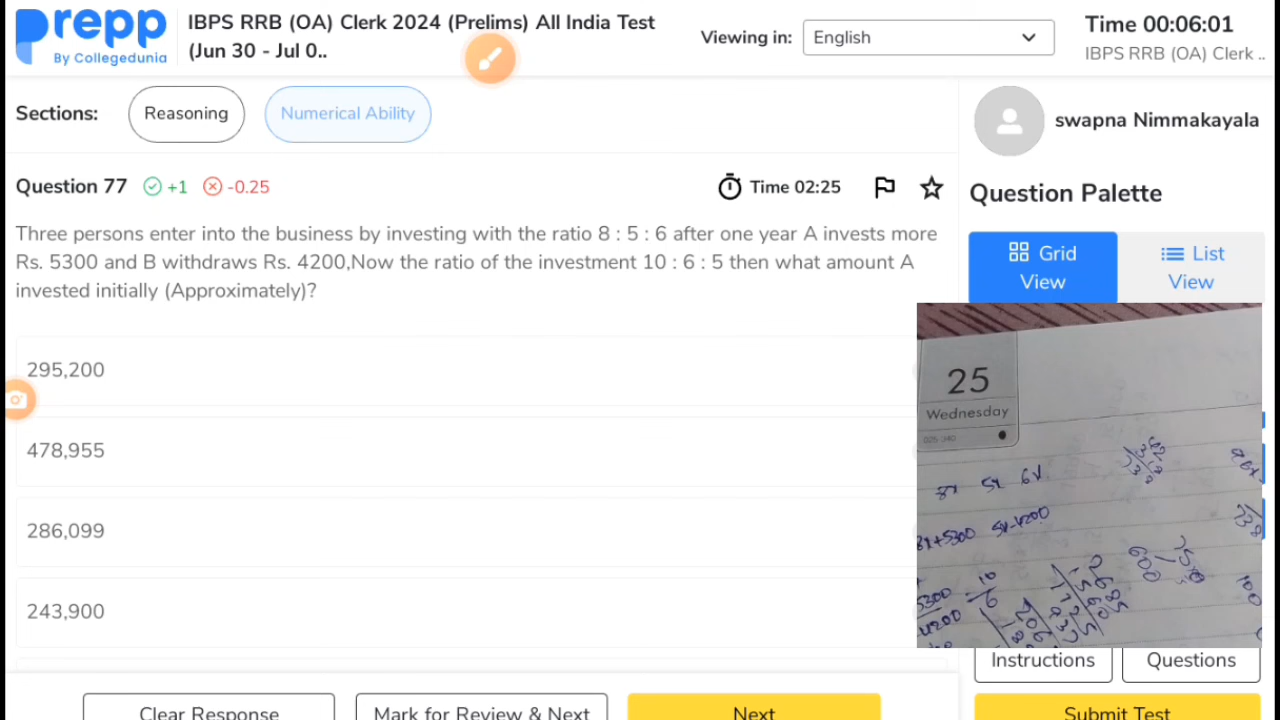 prepp
By Collegedunia
IBPS RRB (OA) Clerk 2024 (Prelims) All India Test
(Jun 30 - Jul 0..
Viewing in:
English
Time 00:06:01
IBPS RRB (OA) Clerk ..
Sections:
Reasoning
Numerical Ability
swapna Nimmakayala
Question 77
+1
-0.25
Time 02:25
Question Palette
Three persons enter into the business by investing with the ratio 8 : 5 : 6 after one year A invests more
Rs. 5300 and B withdraws Rs. 4200,Now the ratio of the investment 10 : 6 : 5 then what amount A
invested initially (Approximately)?
Grid
View
List
View
295,200
478,955
286,099
243,900
25
Wednesday
8x 5x 6x
8x+5300 5x-4200
5300
4200
Instructions
Questions
Clear Response
Mark for Review & Next
Next
Submit Test